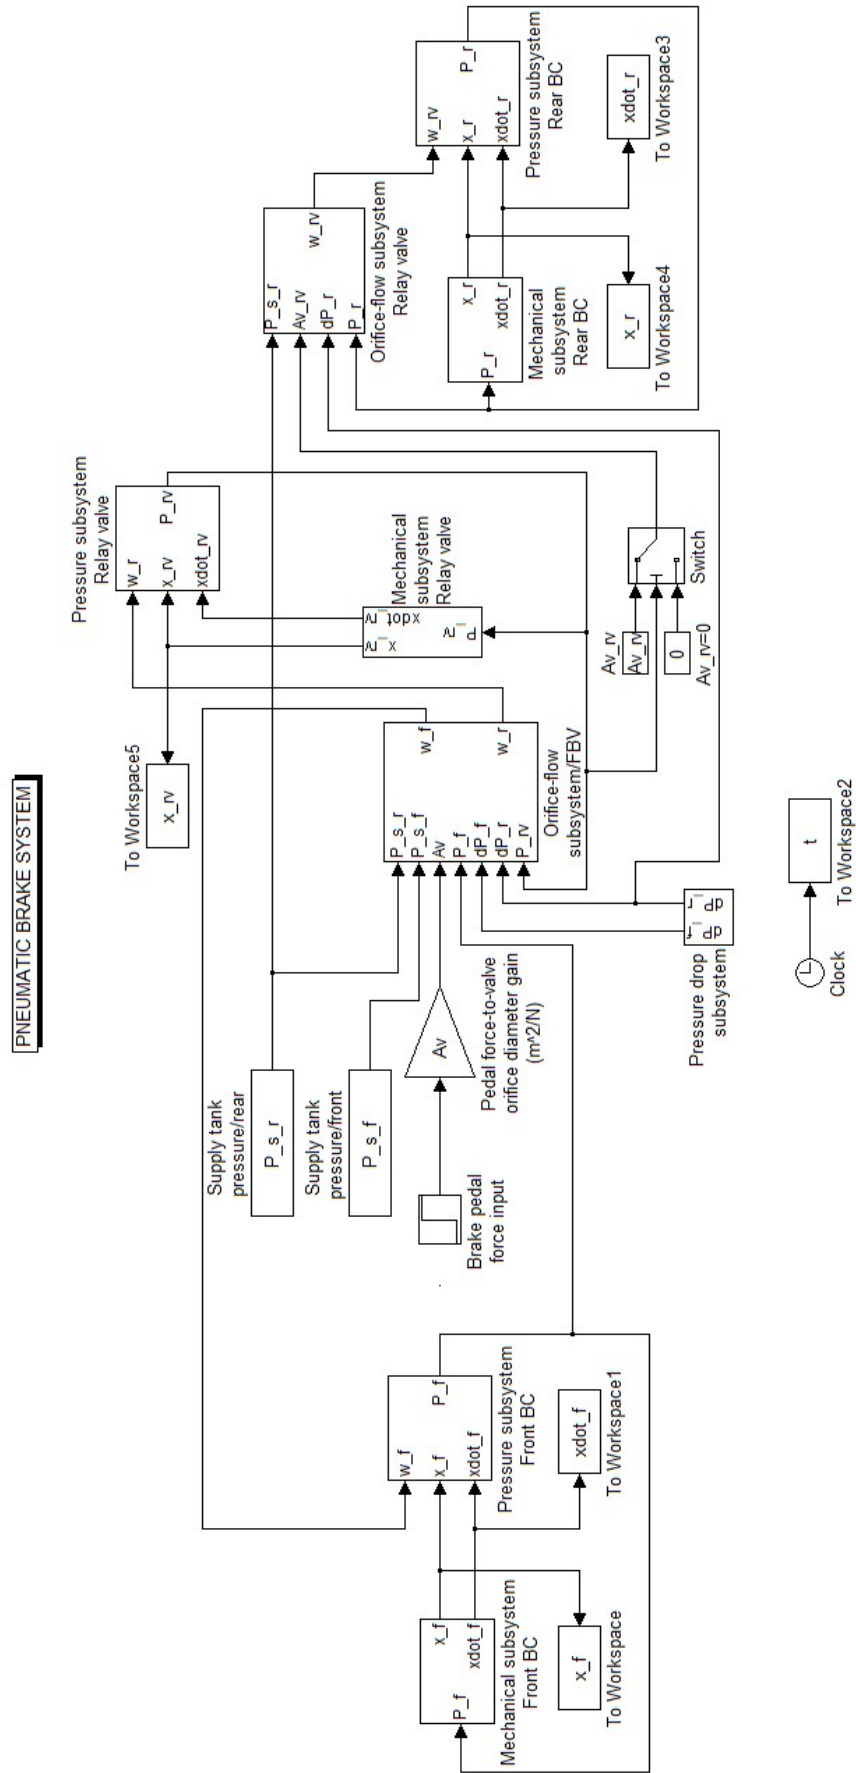 PNEUMATIC BRAKE SYSTEM
Mechanical subsystem
Front BC
P_f
x_f
xdot_f
x_f
To Workspace
Pressure subsystem
Front BC
w_f
x_f
xdot_f
P_f
xdot_f
To Workspace1
Brake pedal
force input
Supply tank
pressure/rear
P_s_r
Supply tank
pressure/front
P_s_f
Av
Pedal force-to-valve
orifice diameter gain
(m^2/N)
Pressure drop
subsystem
dP_f
dP_r
Clock
t
To Workspace2
To Workspace5
x_rv
P_s_r
P_s_f
Av
P_f
dP_f
dP_r
P_rv
w_f
w_r
Orifice-flow
subsystem/FBV
Mechanical
subsystem
Relay valve
x_rv
xdot_rv
P_rv
Pressure subsystem
Relay valve
w_r
x_rv
xdot_rv
P_rv
Av_rv
Av_rv
0
Av_rv=0
Switch
P_s_r
Av_rv
dP_r
P_r
w_rv
Orifice-flow subsystem
Relay valve
P_r
x_r
xdot_r
Mechanical
subsystem
Rear BC
x_r
To Workspace4
w_rv
x_r
xdot_r
P_r
Pressure subsystem
Rear BC
xdot_r
To Workspace3